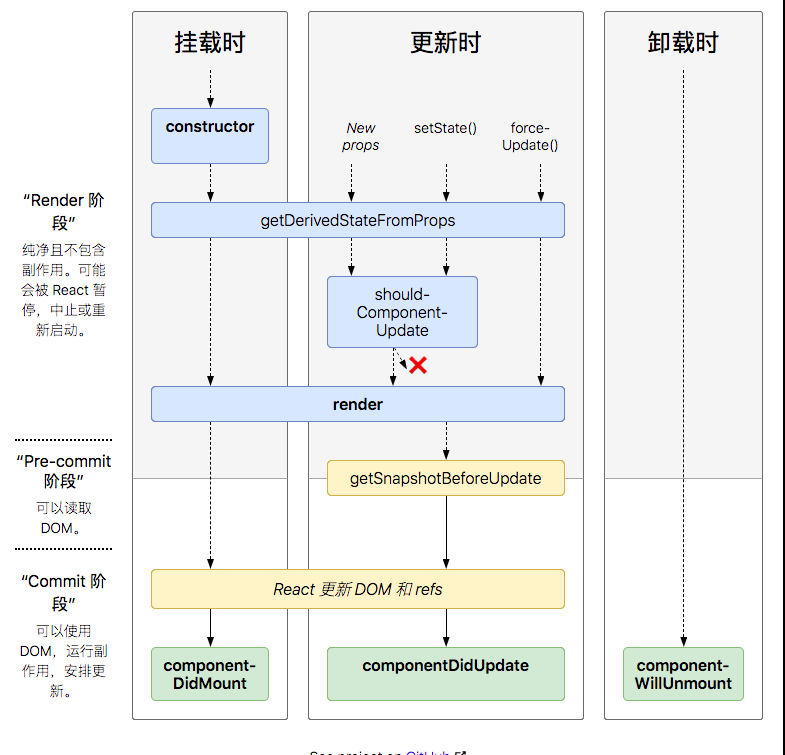 挂载时
更新时
卸载时
constructor
New
props
setState()
force-
Update()
“Render 阶
段”
纯净且不包含
副作用。可能
会被 React 暂
停，中止或重
新启动。
getDerivedStateFromProps
should-
Component-
Update
render
“Pre-commit
阶段”
可以读取
DOM。
getSnapshotBeforeUpdate
“Commit 阶
段”
可以使用
DOM，运行副
作用，安排更
新。
React 更新 DOM 和 refs
component-
DidMount
componentDidUpdate
component-
WillUnmount
See project on GitHub